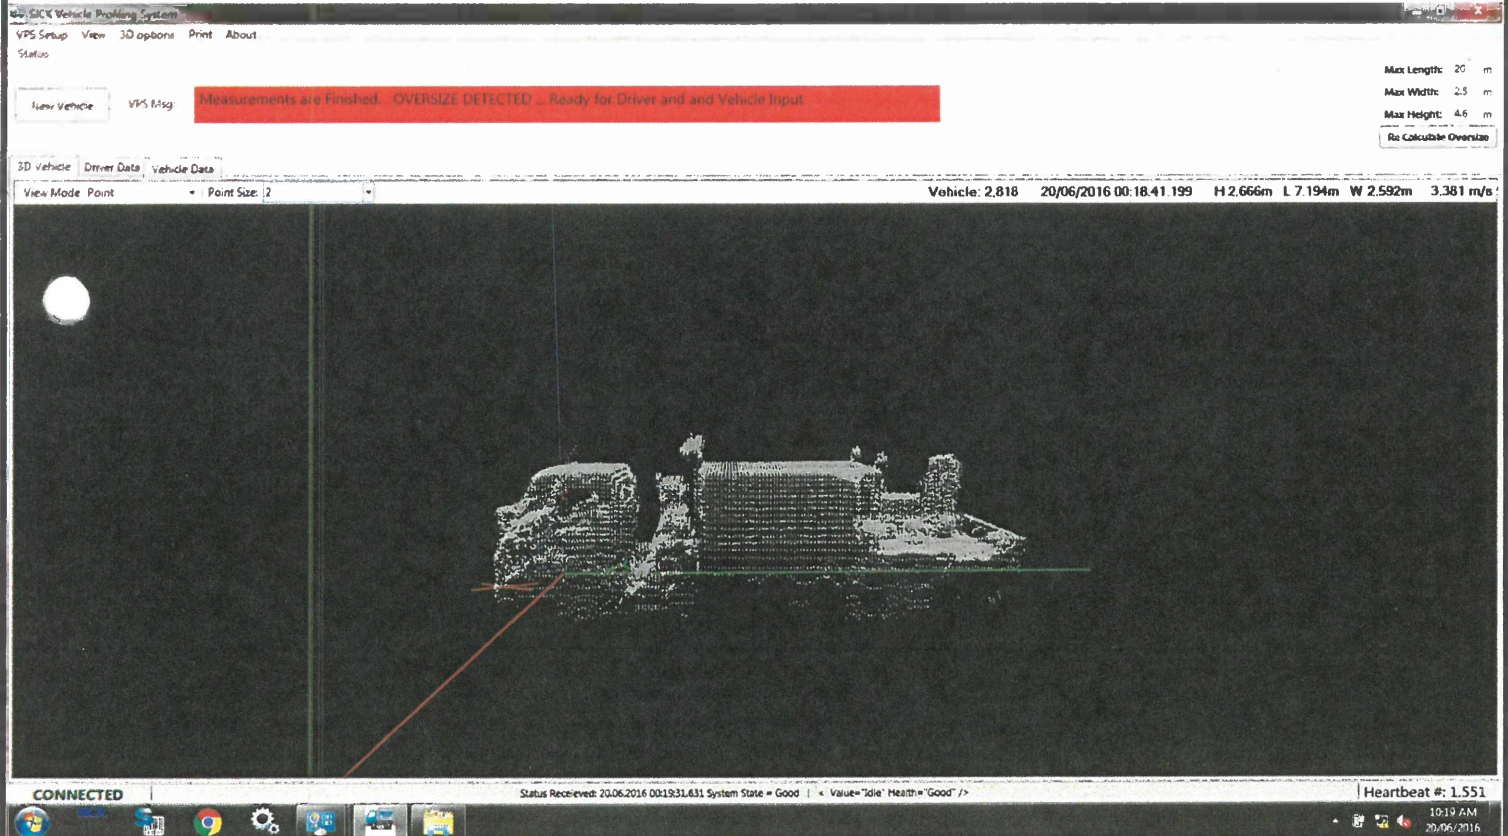 SICK Vehicle Profiling System
VPS Setup View 3D options Print About
Status
Max Length: 20 m
Max Width: 2.5 m
Max Height: 4.6 m
Re Calculate Oversize
New Vehicle
VPS Msg:
Measurements are Finished. OVERSIZE DETECTED ... Ready for Driver and and Vehicle Input
3D Vehicle Driver Data Vehicle Data
View Mode Point Point Size: 2
Vehicle: 2,818 20/06/2016 00:18.41.199 H 2.666m L 7.194m W 2.592m 3.381 m/s
CONNECTED
Status Receieved: 20.06.2016 00:19:31.631 System State = Good | < Value="Idle" Health="Good" />
Heartbeat #: 1,551
10:19 AM
20/06/2016